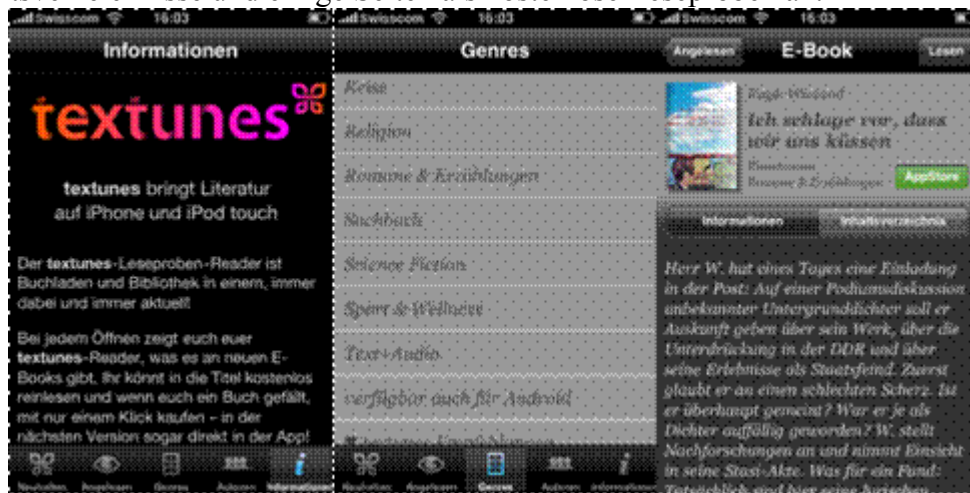 Swisscom 16:03
Informationen
textunes
textunes bringt Literatur
auf iPhone und iPod touch
Der textunes-Leseproben-Reader ist
Buchladen und Bibliothek in einem, immer
dabei und immer aktuell!
Bei jedem Öffnen zeigt euch euer
textunes-Reader, was es an neuen E-
Books gibt. Ihr könnt in die Titel kostenlos
reinlesen und wenn euch ein Buch gefällt,
mit nur einem Klick kaufen – in der
nächsten Version sogar direkt in der App!
Neuheiten Angelesen Genres Autoren Informationen
Swisscom 16:03
Genres
Reise
Religion
Romane & Erzählungen
Sachbuch
Science Fiction
Sport & Wellness
Text+Audio
verfügbar auch für Android
Neuheiten Angelesen Genres Autoren Informationen
Swisscom 16:03
Angelesen E-Book Lesen
Ich schlage vor, dass
wir uns küssen
Romane & Erzählungen
AppStore
Informationen Inhaltsverzeichnis
Herr W. hat eines Tages eine Einladung
in der Post: Auf einer Podiumsdiskussion
unbekannter Untergrunddichter soll er
Auskunft geben über sein Werk, über die
Unterdrückung in der DDR und über
seine Erlebnisse als Staatsfeind. Zuerst
glaubt er an einen schlechten Scherz. Ist
er überhaupt gemeint? War er je als
Dichter auffällig geworden? W. stellt
Nachforschungen an und nimmt Einsicht
in seine Stasi-Akte. Was für ein Fund: